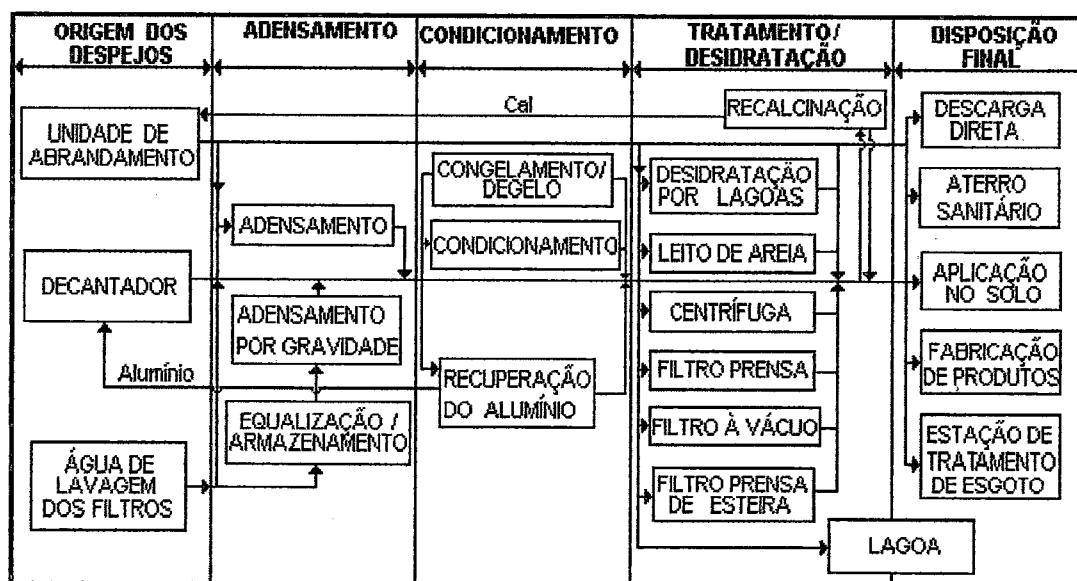 ORIGEM DOS
DESPEJOS
ADENSAMENTO
CONDICIONAMENTO
TRATAMENTO/
DESIDRATAÇÃO
DISPOSIÇÃO
FINAL
UNIDADE DE
ABRANDAMENTO
DECANTADOR
ÁGUA DE
LAVAGEM
DOS FILTROS
Cal
Alumínio
ADENSAMENTO
ADENSAMENTO
POR GRAVIDADE
EQUALIZAÇÃO /
ARMAZENAMENTO
CONGELAMENTO/
DEGELO
CONDICIONAMENTO
RECUPERAÇÃO
DO ALUMÍNIO
RECALCINAÇÃO
DESIDRATAÇÃO
POR LAGOAS
LEITO DE AREIA
CENTRÍFUGA
FILTRO PRENSA
FILTRO À VÁCUO
FILTRO PRENSA
DE ESTEIRA
LAGOA
DESCARGA
DIRETA
ATERRO
SANITÁRIO
APLICAÇÃO
NO SOLO
FABRICAÇÃO
DE PRODUTOS
ESTAÇÃO DE
TRATAMENTO
DE ESGOTO